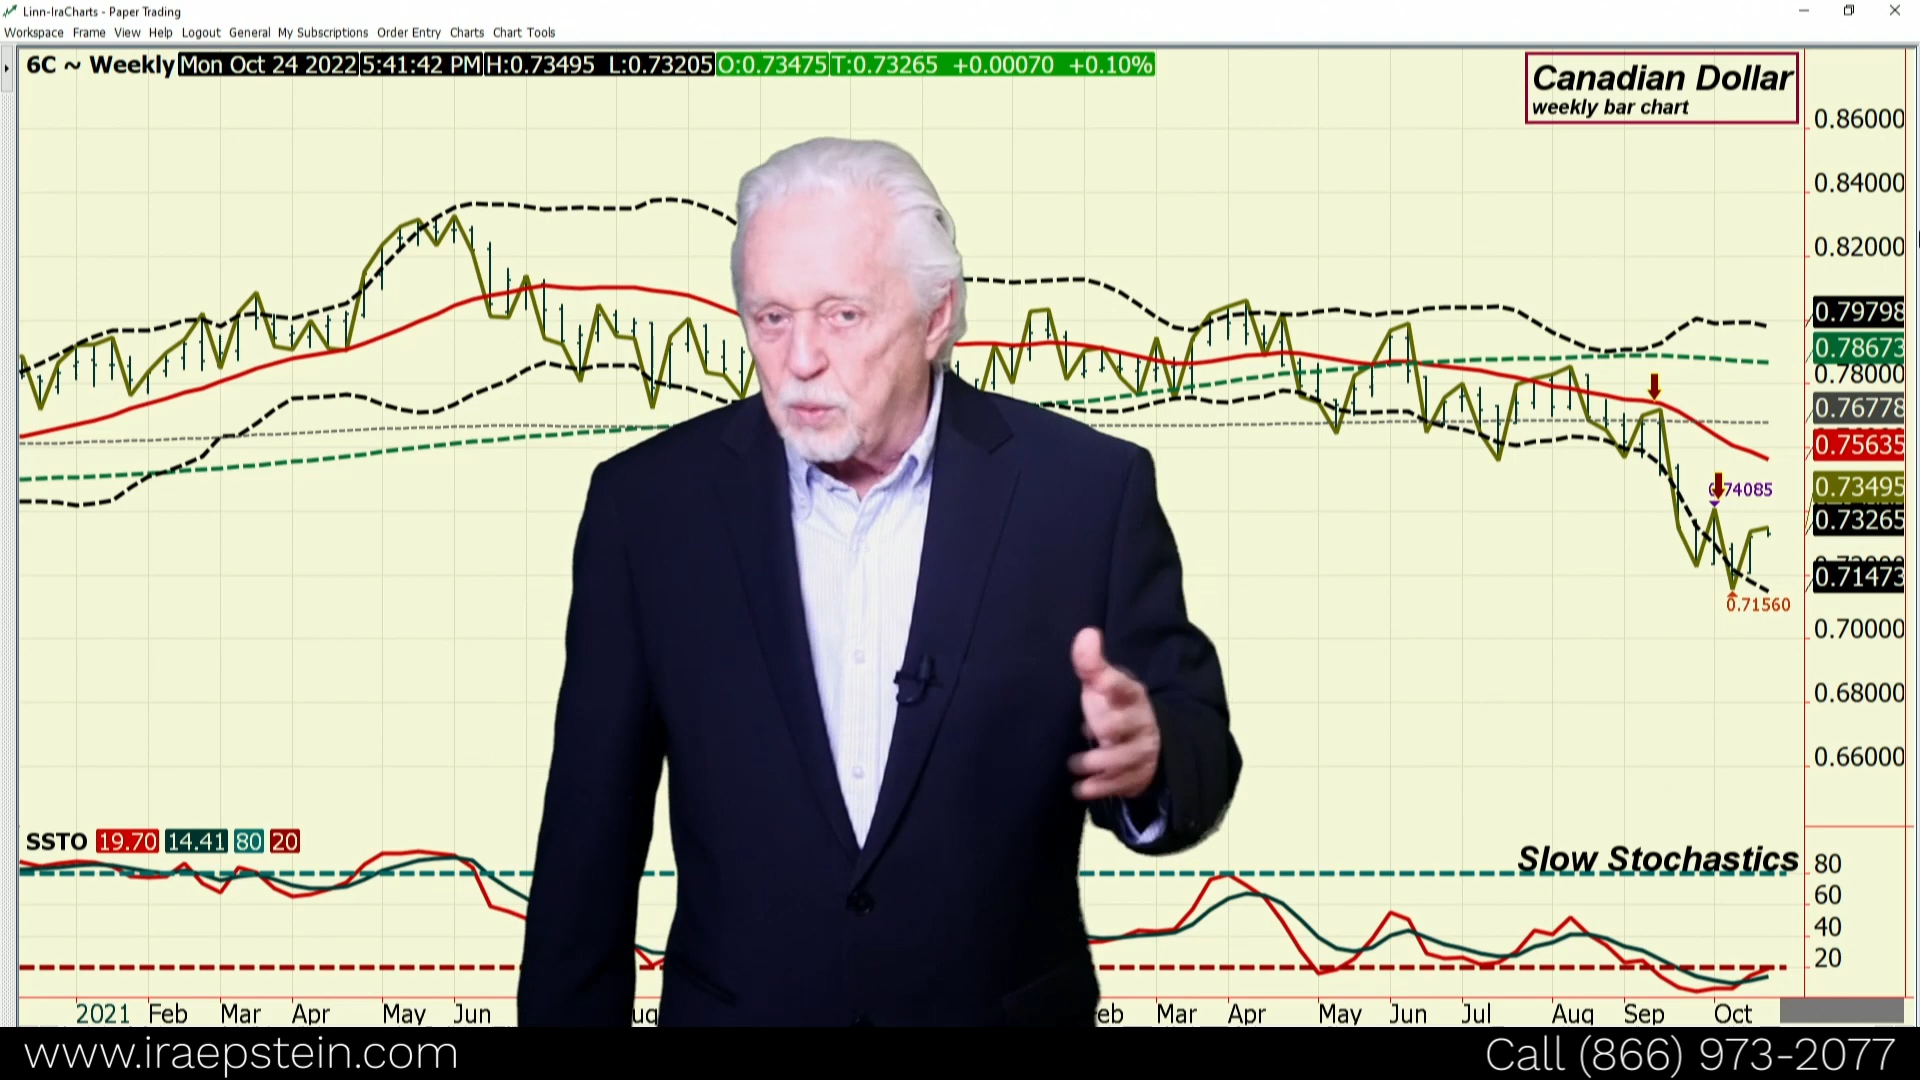 Linn-IraCharts - Paper Trading
Workspace Frame View Help Logout General My Subscriptions Order Entry Charts Chart Tools
6C ~ Weekly Mon Oct 24 2022 5:41:42 PM H:0.73495 L:0.73205 O:0.73475 T:0.73265 +0.00070 +0.10%
Canadian Dollar
weekly bar chart
0.86000
0.84000
0.82000
0.79798
0.78673
0.78000
0.76778
0.75635
0.74085
0.73495
0.73265
0.71473
0.71560
0.70000
0.68000
0.66000
SSTO 19.70 14.41 80 20
Slow Stochastics
80
60
40
20
2021 Feb Mar Apr May Jun Mar Apr May Jun Jul Aug Sep Oct
www.iraepstein.com
Call (866) 973-2077